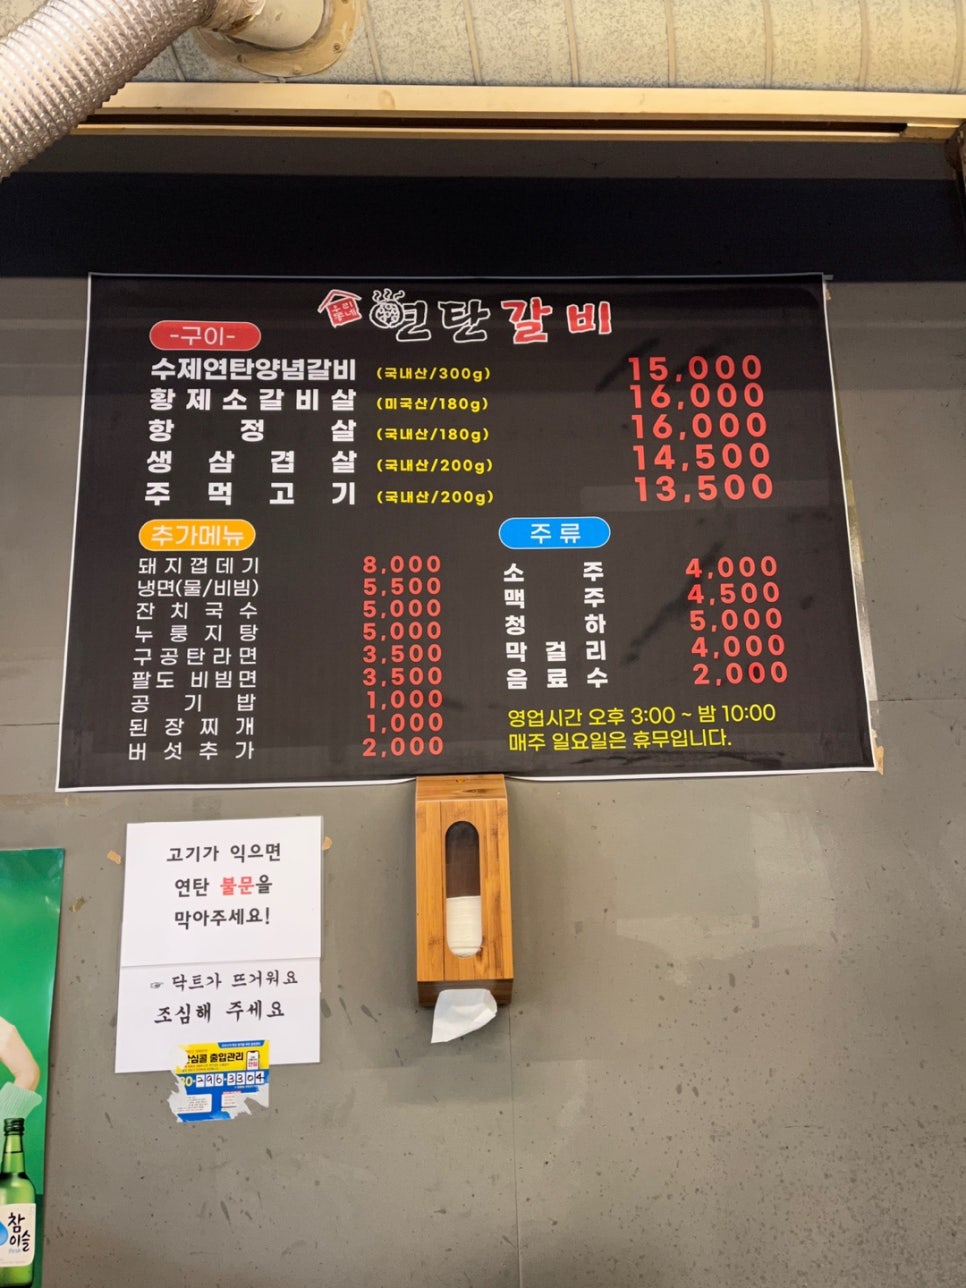 우리동네 연탄갈비
-구이-
수제연탄양념갈비 (국내산/300g) 15,000
황제소갈비살 (미국산/180g) 16,000
항정살 (국내산/180g) 16,000
생삼겹살 (국내산/200g) 14,500
주먹고기 (국내산/200g) 13,500
추가메뉴
돼지껍데기 8,000
냉면(물/비빔) 5,500
잔치국수 5,000
누룽지탕 5,000
구공탄라면 3,500
팔도 비빔면 3,500
공기밥 1,000
된장찌개 1,000
버섯추가 2,000
주류
소주 4,000
맥주 4,500
청하 5,000
막걸리 4,000
음료수 2,000
영업시간 오후 3:00 ~ 밤 10:00
매주 일요일은 휴무입니다.
고기가 익으면
연탄 불문을
막아주세요!
☞ 닥트가 뜨거워요
조심해 주세요
심콜 출입관리
80-296-3304
참
이슬